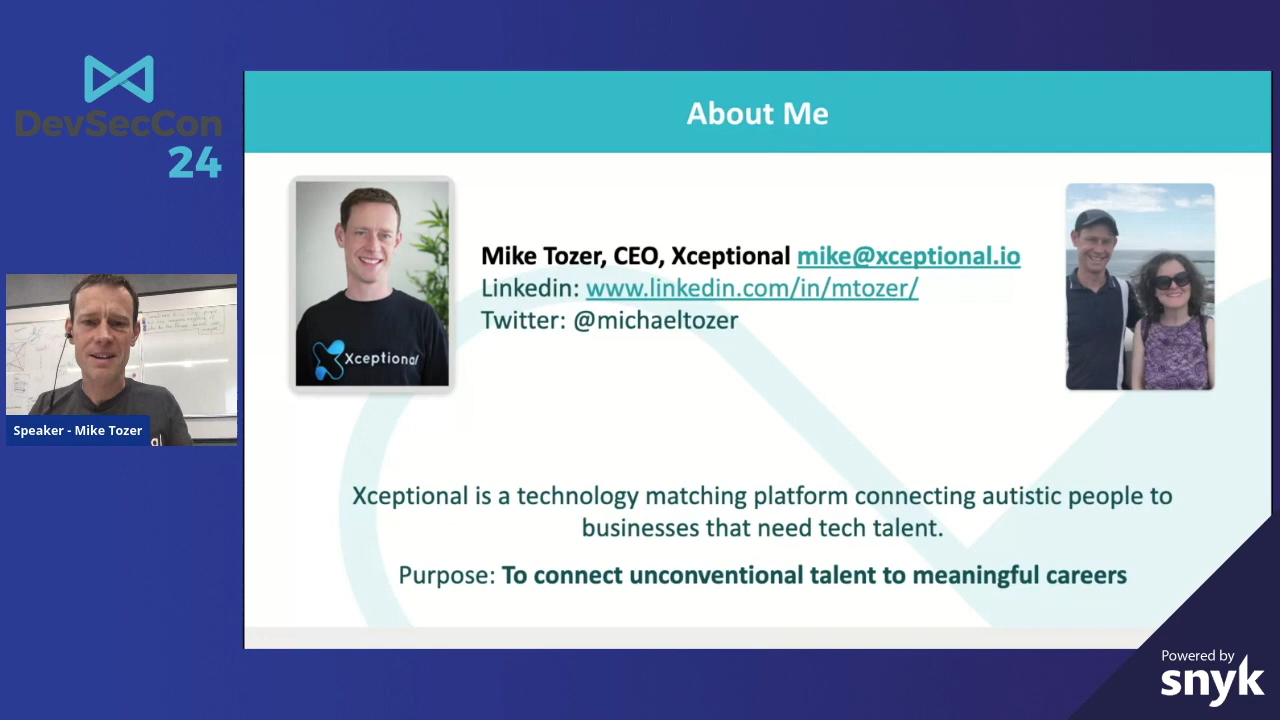 DevSecCon
24
About Me
Xceptional
Mike Tozer, CEO, Xceptional mike@xceptional.io
Linkedin: www.linkedin.com/in/mtozer/
Twitter: @michaeltozer
Speaker - Mike Tozer
Xceptional is a technology matching platform connecting autistic people to
businesses that need tech talent.
Purpose: To connect unconventional talent to meaningful careers
Powered by
snyk